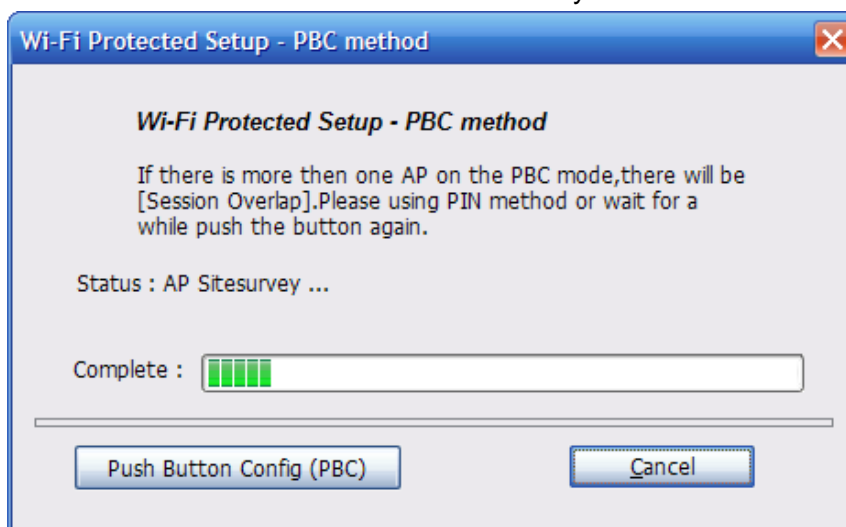 Wi-Fi Protected Setup - PBC method
Wi-Fi Protected Setup - PBC method
If there is more then one AP on the PBC mode,there will be
[Session Overlap].Please using PIN method or wait for a
while push the button again.
Status : AP Sitesurvey ...
Complete :
Push Button Config (PBC)
Cancel